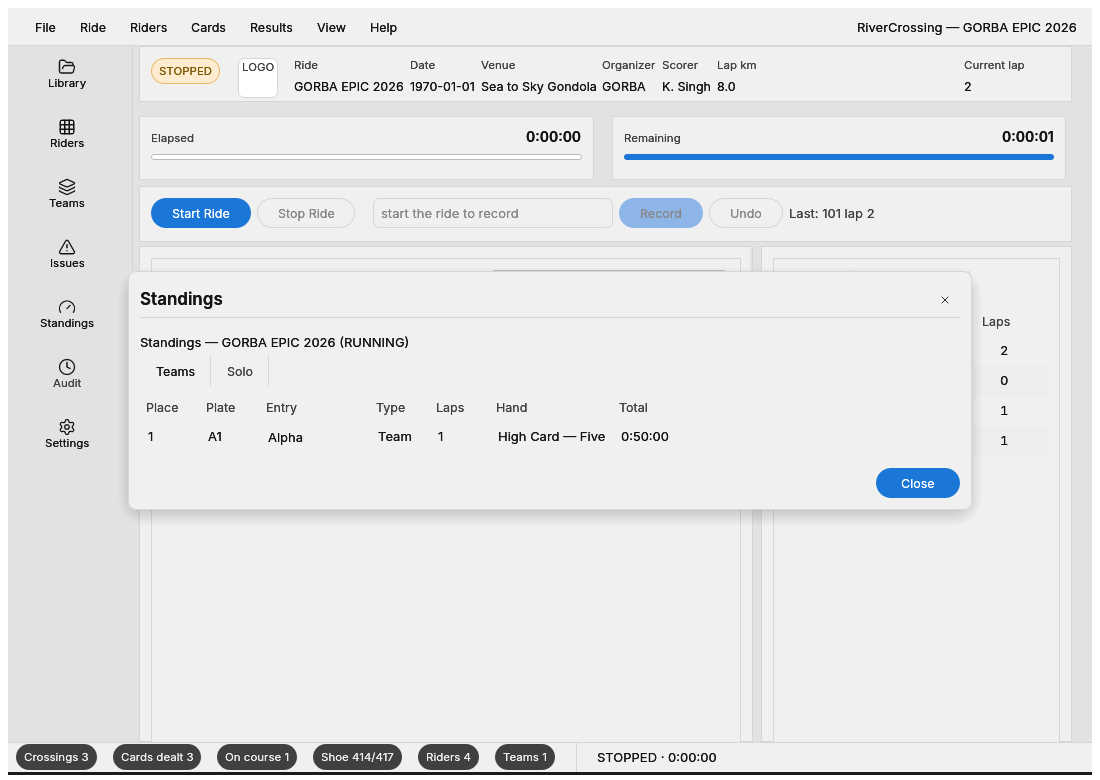 File Ride Riders Cards Results View Help RiverCrossing — GORBA EPIC 2026
Library
Riders
Teams
Issues
Standings
Audit
Settings
STOPPED
LOGO
Ride Date Venue Organizer Scorer Lap km Current lap
GORBA EPIC 2026 1970-01-01 Sea to Sky Gondola GORBA K. Singh 8.0 2
Elapsed 0:00:00
Remaining 0:00:01
Start Ride Stop Ride start the ride to record Record Undo Last: 101 lap 2
Standings ×
Standings — GORBA EPIC 2026 (RUNNING)
Teams Solo
Place Plate Entry Type Laps Hand Total
1 A1 Alpha Team 1 High Card — Five 0:50:00
Close
Laps
2
0
1
1
Crossings 3 Cards dealt 3 On course 1 Shoe 414/417 Riders 4 Teams 1 STOPPED · 0:00:00